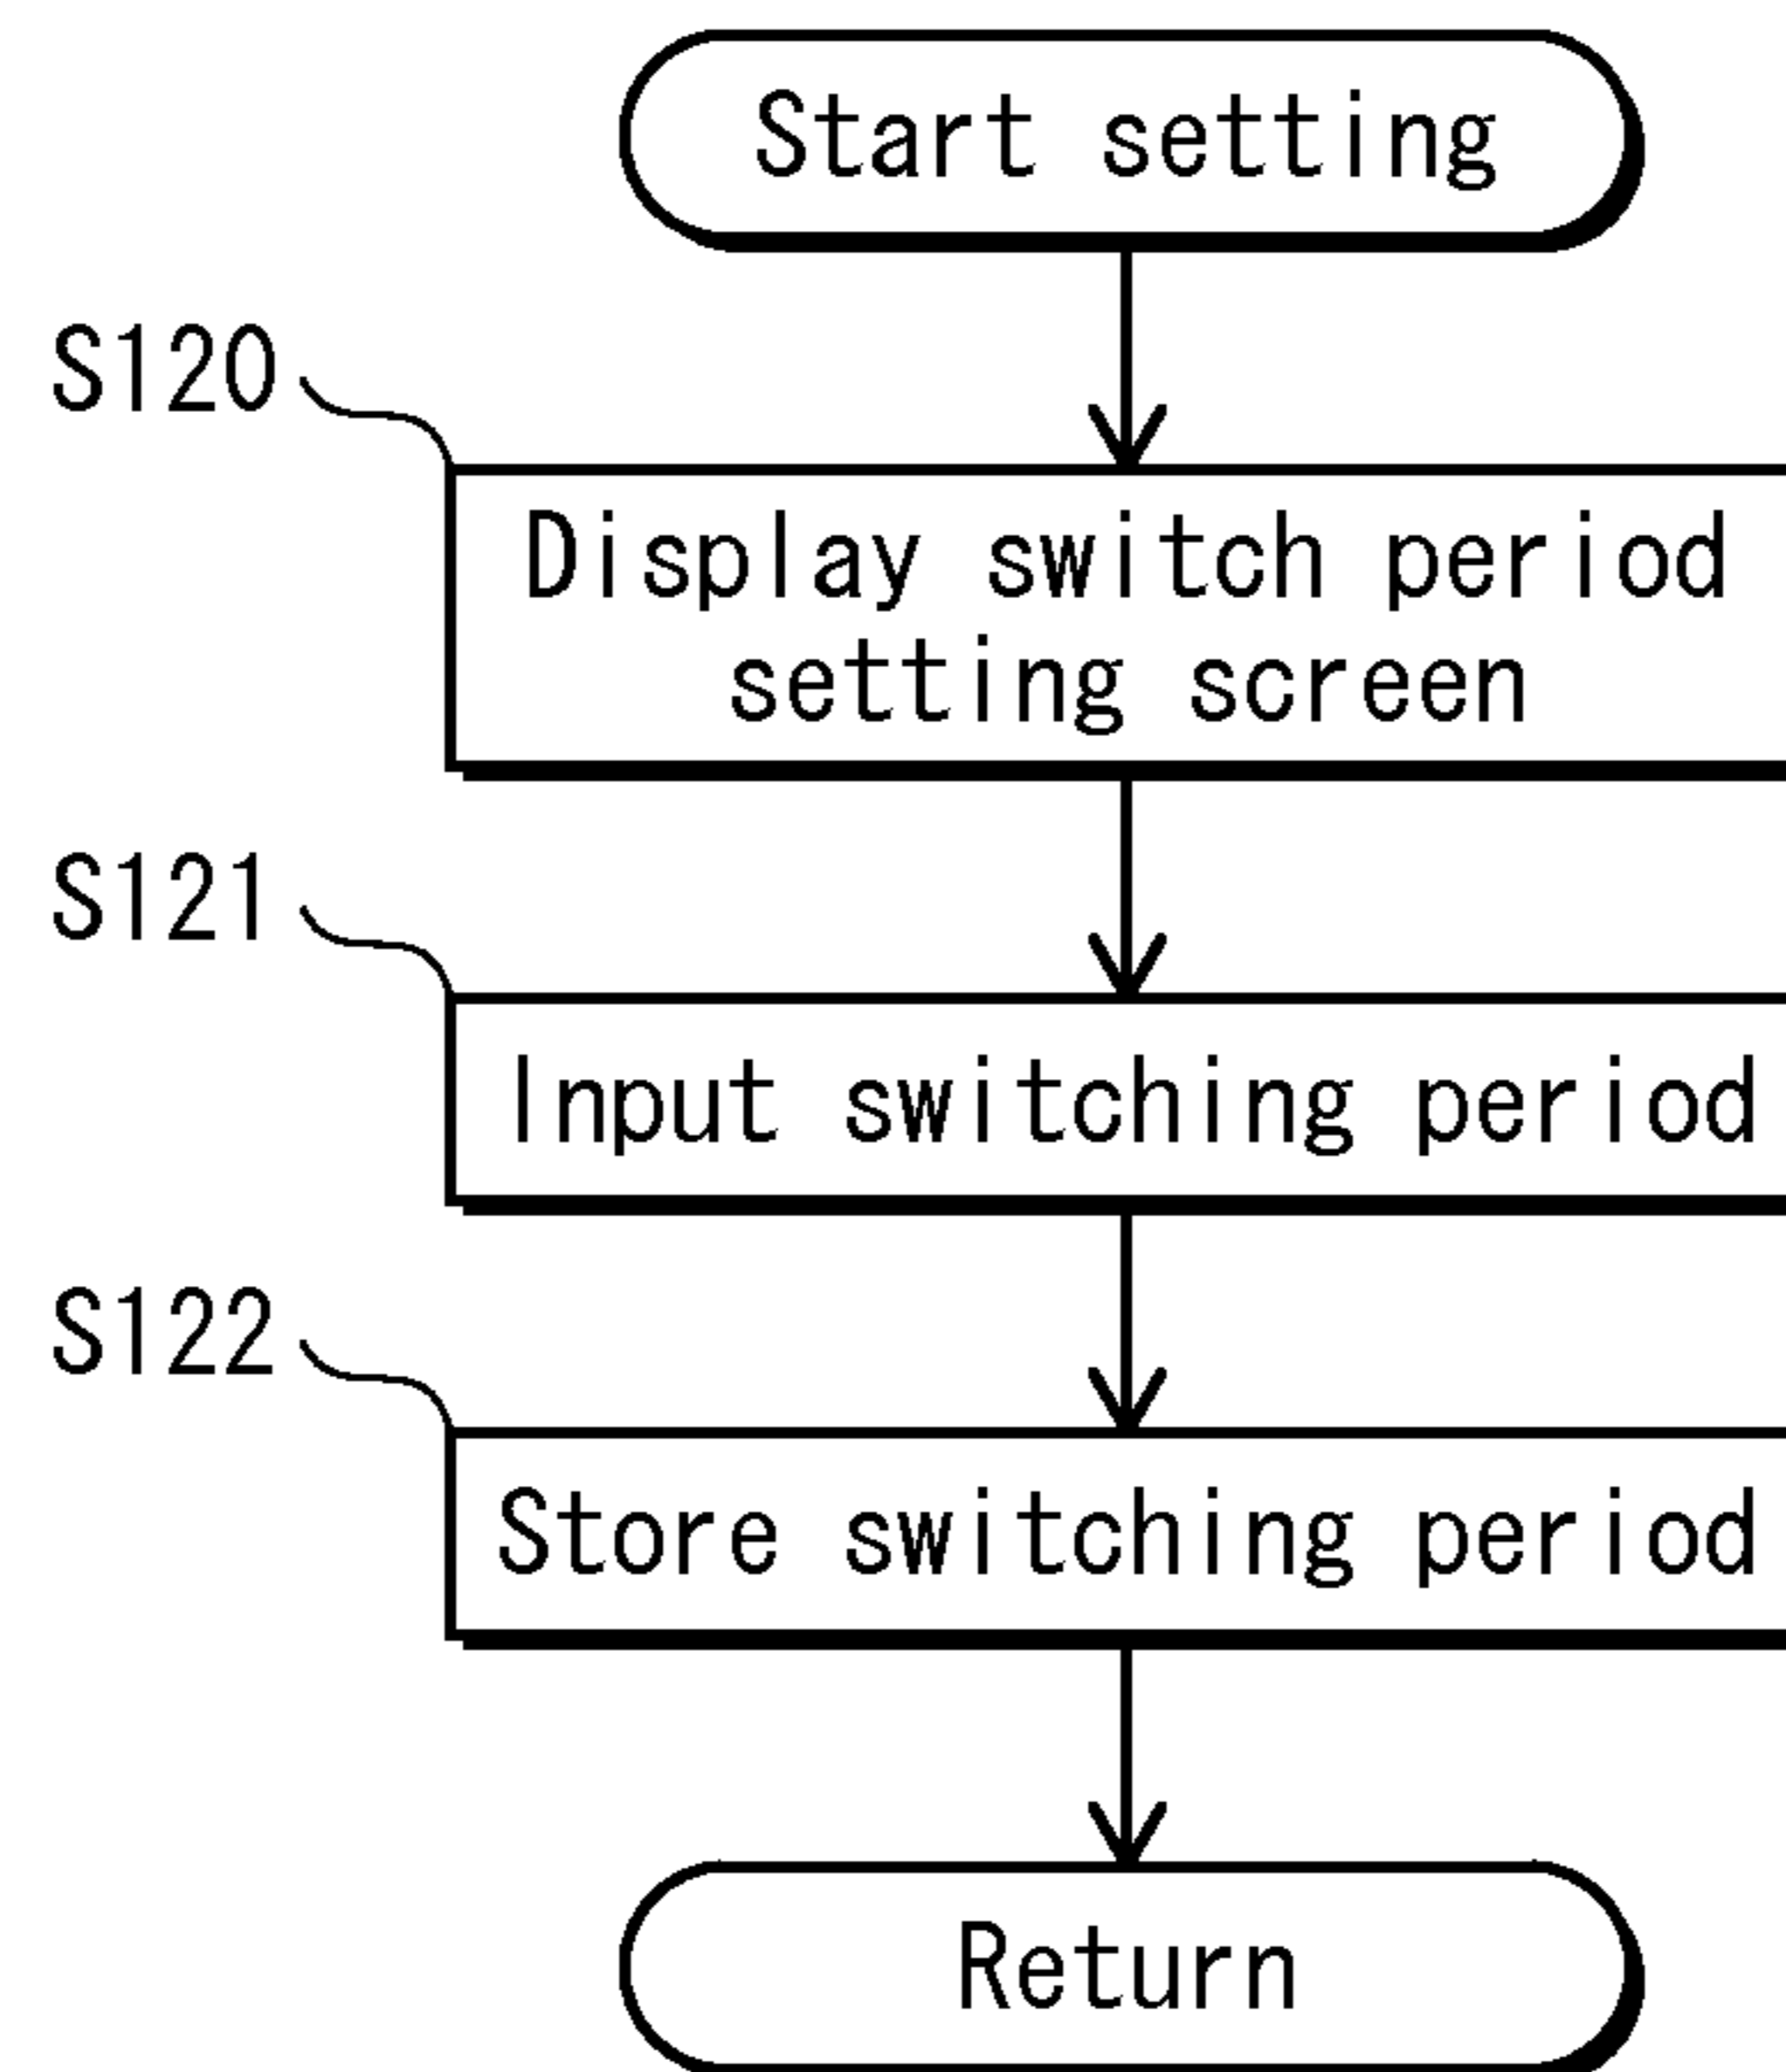 Start setting
S120
Display switch period
setting screen
S121
Input switching period
S122
Store switching period
Return